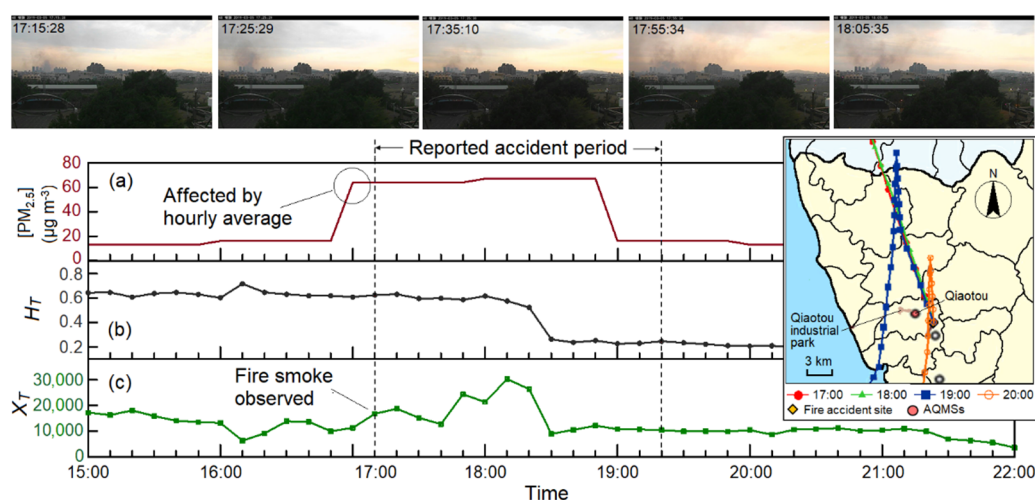 17:15:28
17:25:29
17:35:10
17:55:34
18:05:35
Reported accident period
80
60
40
20
0
[PM2.5]
(µg m-3)
(a)
Affected by
hourly average
0.8
0.6
0.4
0.2
HT
(b)
30,000
20,000
10,000
0
XT
(c)
Fire smoke
observed
15:00
16:00
17:00
18:00
19:00
20:00
21:00
22:00
Time
N
Qiaotou
Qiaotou
industrial
park
3 km
17:00
18:00
19:00
20:00
Fire accident site
AQMSs